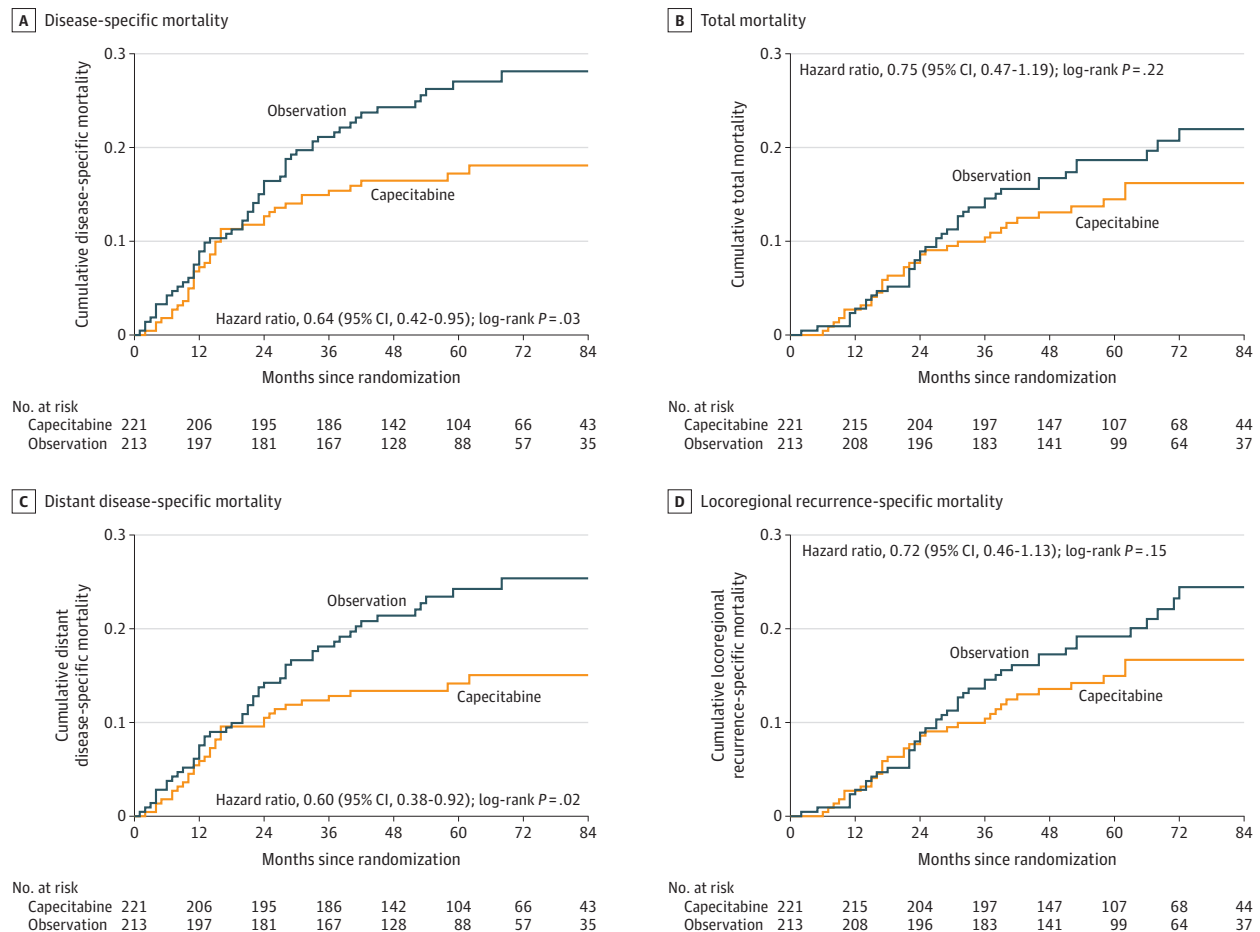 A Disease-specific mortality
0.3
0.2
0.1
0
Cumulative disease-specific mortality
Observation
Capecitabine
Hazard ratio, 0.64 (95% CI, 0.42-0.95); log-rank P = .03
0 12 24 36 48 60 72 84
Months since randomization
No. at risk
Capecitabine 221 206 195 186 142 104 66 43
Observation 213 197 181 167 128 88 57 35
B Total mortality
0.3
0.2
0.1
0
Cumulative total mortality
Hazard ratio, 0.75 (95% CI, 0.47-1.19); log-rank P = .22
Observation
Capecitabine
0 12 24 36 48 60 72 84
Months since randomization
No. at risk
Capecitabine 221 215 204 197 147 107 68 44
Observation 213 208 196 183 141 99 64 37
C Distant disease-specific mortality
0.3
0.2
0.1
0
Cumulative distant
disease-specific mortality
Observation
Capecitabine
Hazard ratio, 0.60 (95% CI, 0.38-0.92); log-rank P = .02
0 12 24 36 48 60 72 84
Months since randomization
No. at risk
Capecitabine 221 206 195 186 142 104 66 43
Observation 213 197 181 167 128 88 57 35
D Locoregional recurrence-specific mortality
0.3
0.2
0.1
0
Cumulative locoregional
recurrence-specific mortality
Hazard ratio, 0.72 (95% CI, 0.46-1.13); log-rank P = .15
Observation
Capecitabine
0 12 24 36 48 60 72 84
Months since randomization
No. at risk
Capecitabine 221 215 204 197 147 107 68 44
Observation 213 208 196 183 141 99 64 37